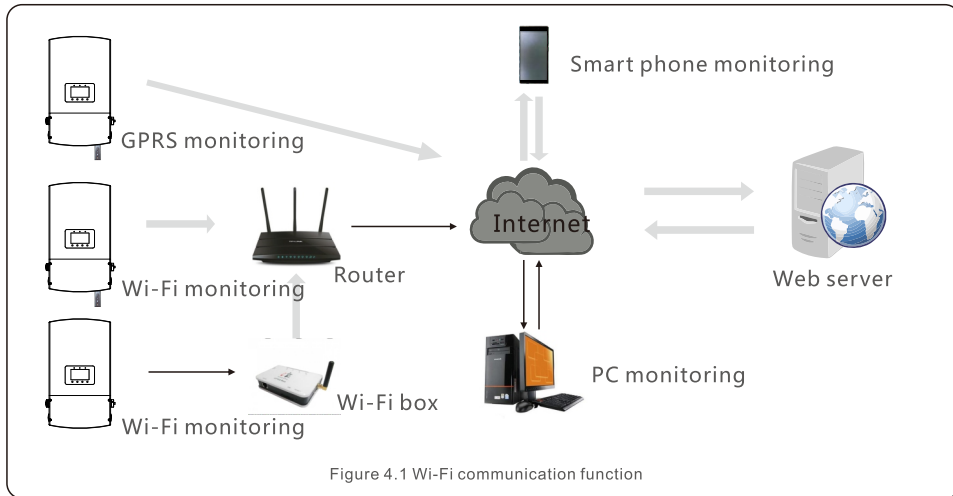 Smart phone monitoring
GPRS monitoring
Internet
Router
Web server
Wi-Fi monitoring
PC monitoring
Wi-Fi box
Wi-Fi monitoring
Figure 4.1 Wi-Fi communication function